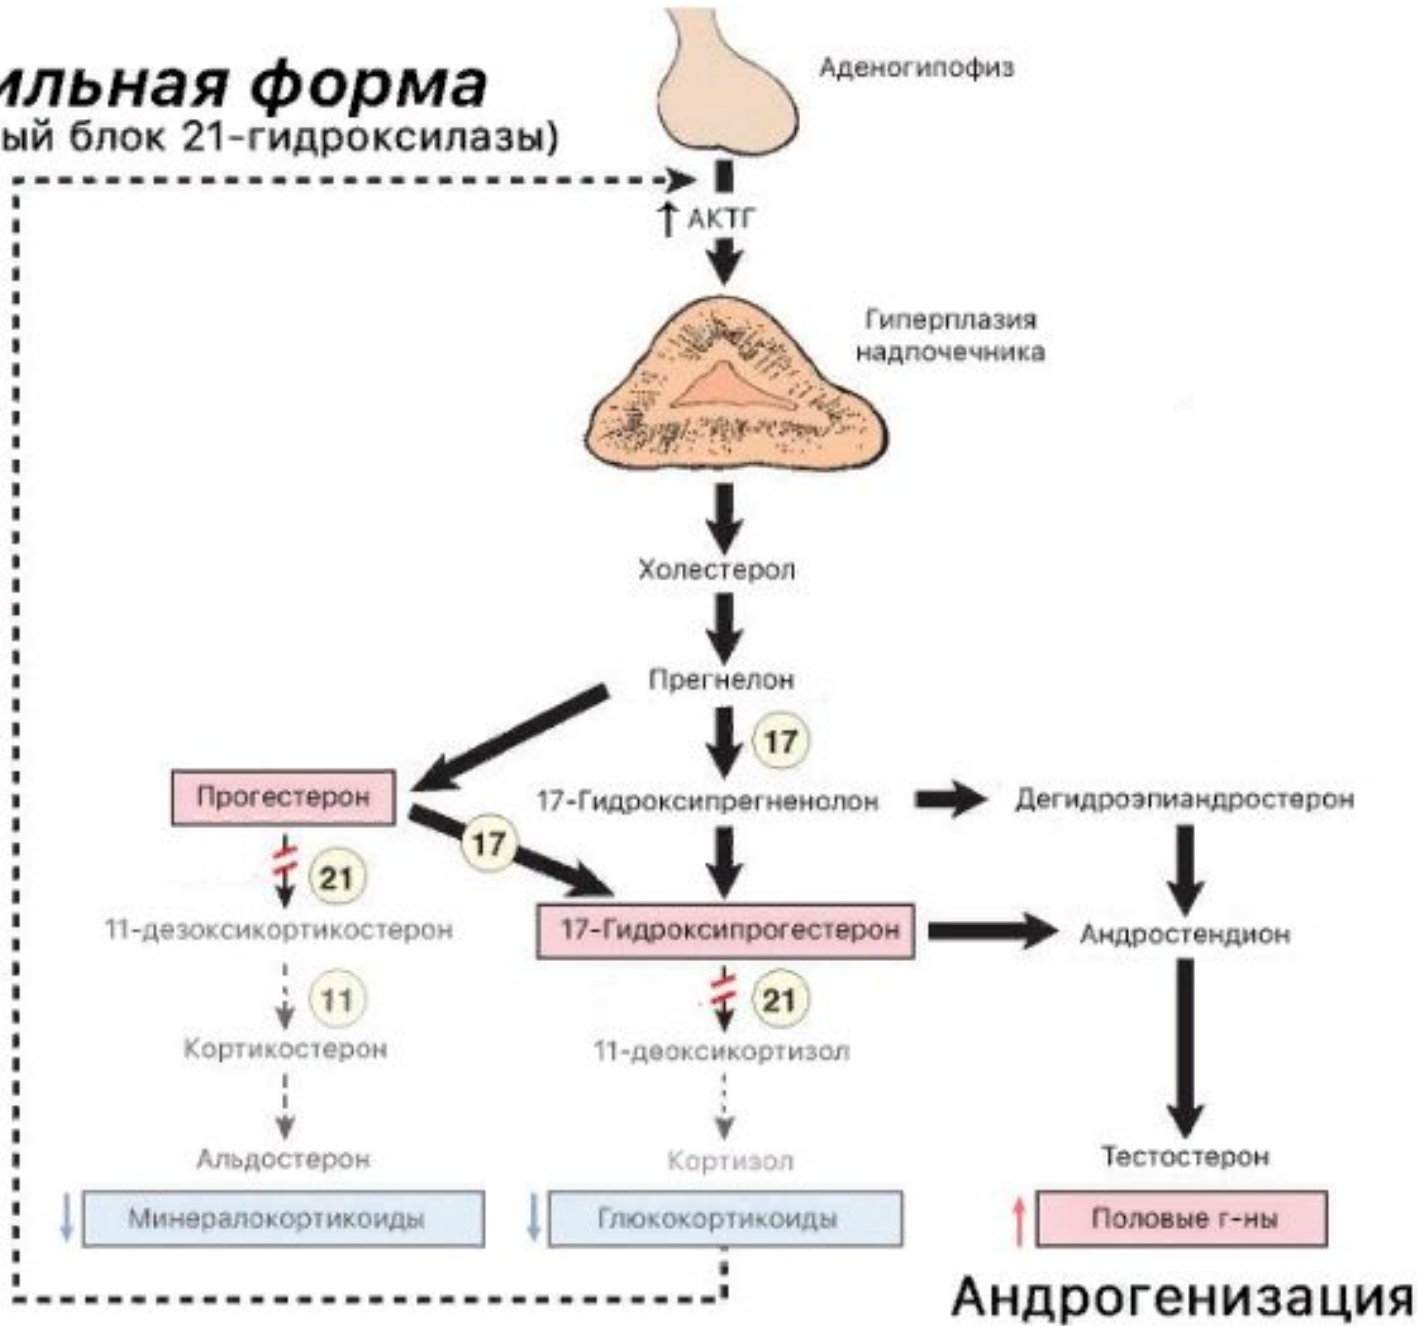 ильная форма
ый блок 21-гидроксилазы)
Аденогипофиз
↑ АКТГ
Гиперплазия
надпочечника
Холестерол
Прегнелон
17
Прогестерон
17-Гидроксипрегненолон
Дегидроэпиандростерон
17
21
11-дезоксикортикостерон
17-Гидроксипрогестерон
Андростендион
11
21
Кортикостерон
11-деоксикортизол
Альдостерон
Кортизол
Тестостерон
↓ Минералокортикоиды
↓ Глюкокортикоиды
↑ Половые г-ны
Андрогенизация